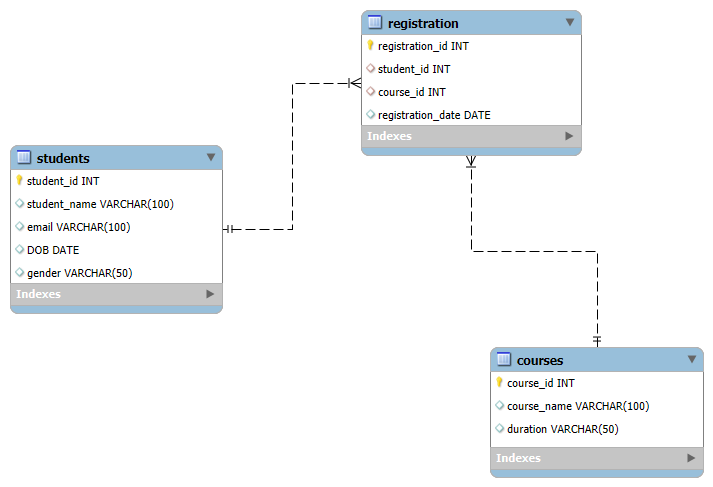 registration
registration_id INT
student_id INT
course_id INT
registration_date DATE
Indexes
students
student_id INT
student_name VARCHAR(100)
email VARCHAR(100)
DOB DATE
gender VARCHAR(50)
Indexes
courses
course_id INT
course_name VARCHAR(100)
duration VARCHAR(50)
Indexes